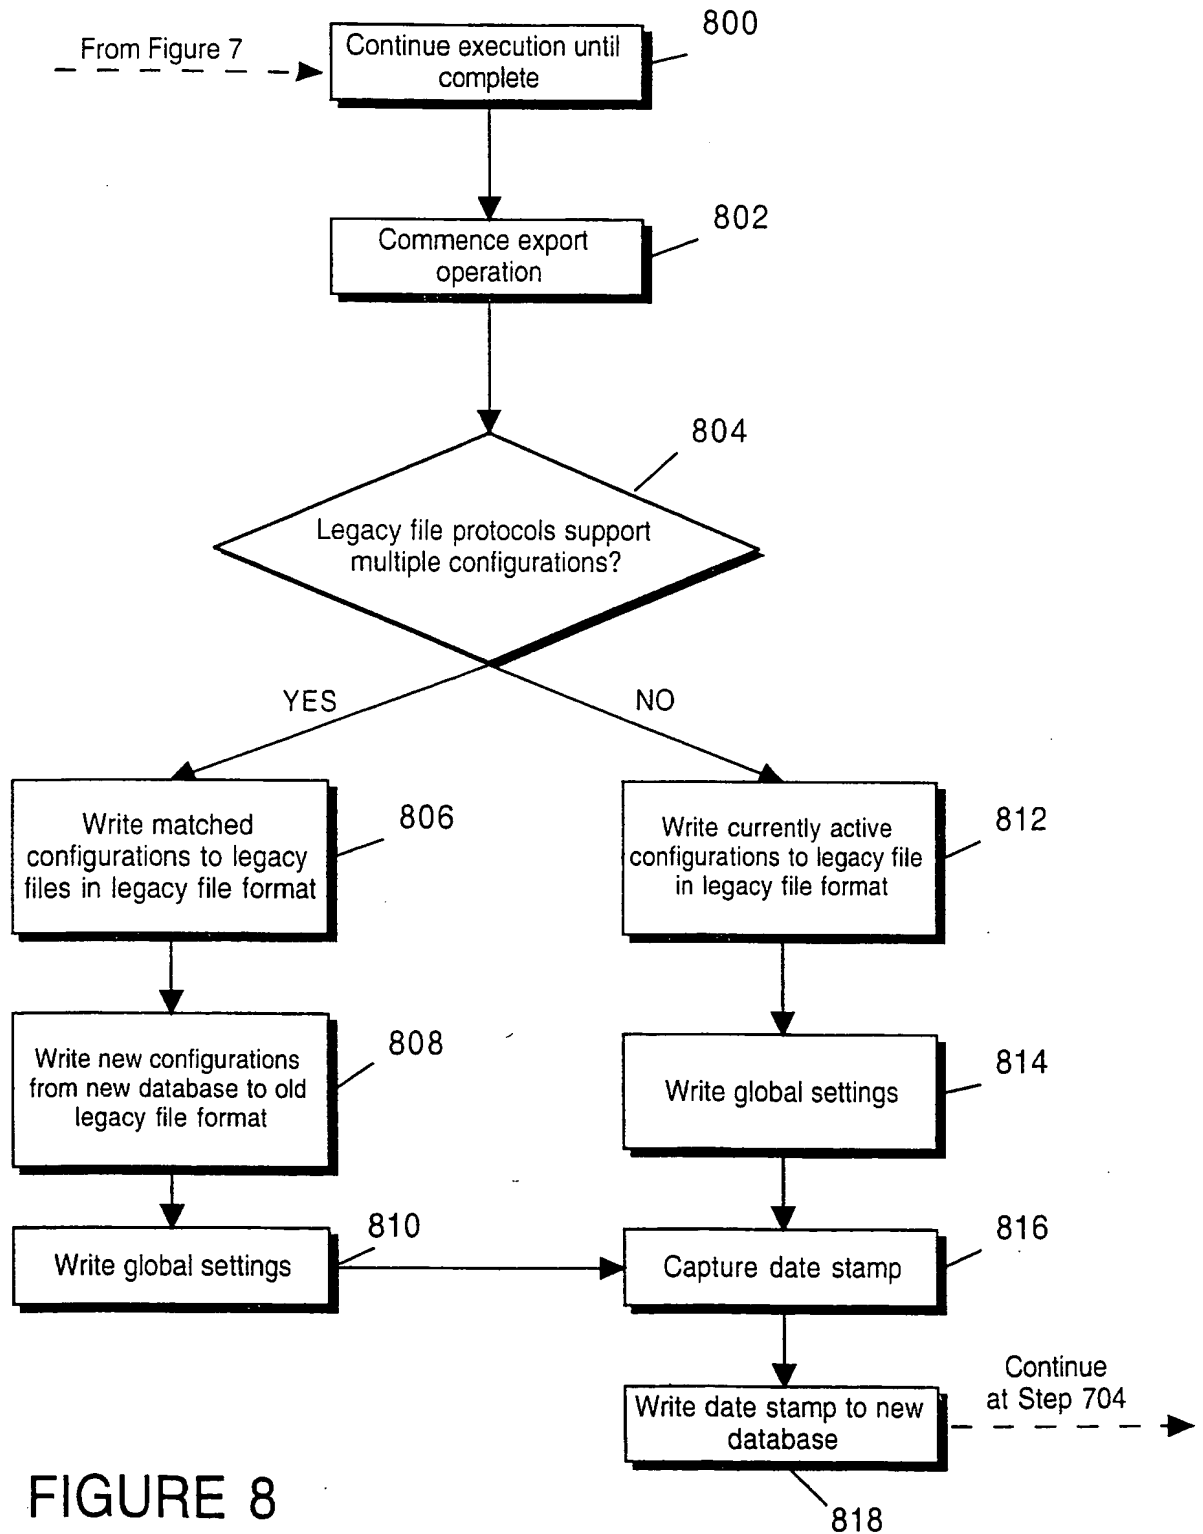 From Figure 7
Continue execution until
complete
800
Commence export
operation
802
804
Legacy file protocols support
multiple configurations?
YES
NO
Write matched
configurations to legacy
files in legacy file format
806
Write currently active
configurations to legacy file
in legacy file format
812
Write new configurations
from new database to old
legacy file format
808
Write global settings
814
Write global settings
810
Capture date stamp
816
Write date stamp to new
database
Continue
at Step 704
818
FIGURE 8